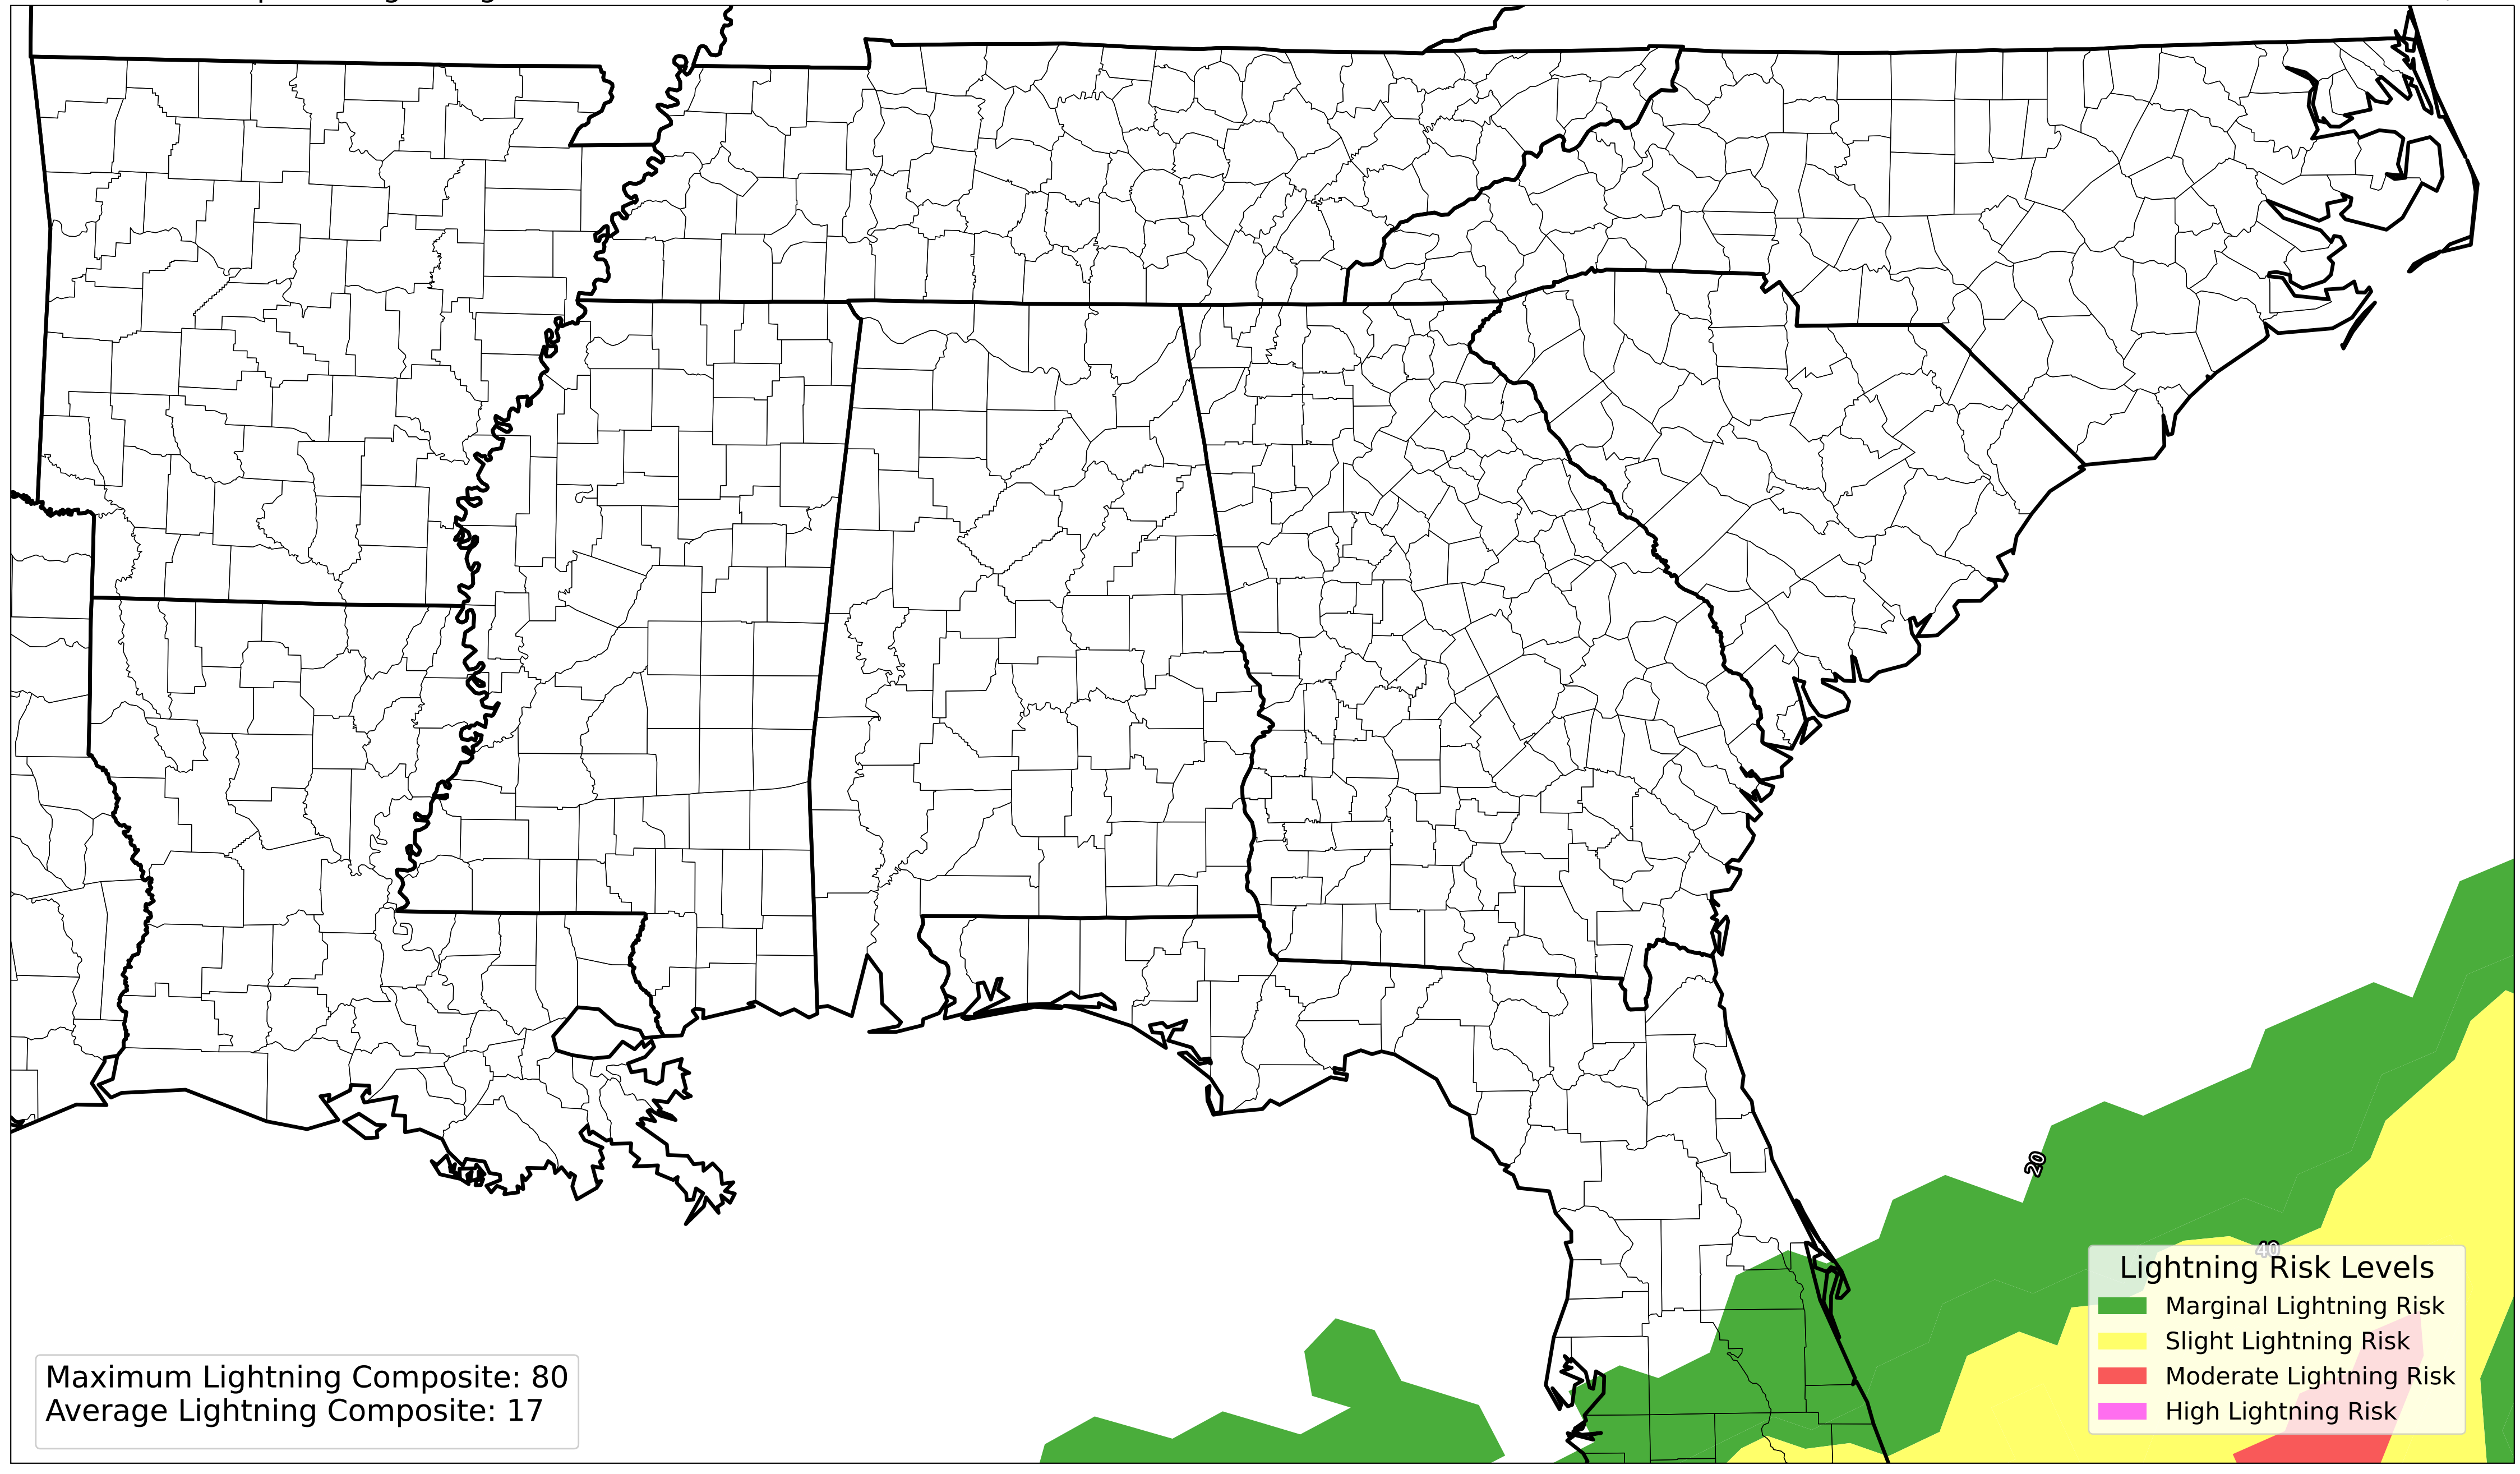 20
40
Lightning Risk Levels
Marginal Lightning Risk
Slight Lightning Risk
Moderate Lightning Risk
High Lightning Risk
Maximum Lightning Composite: 80
Average Lightning Composite: 17